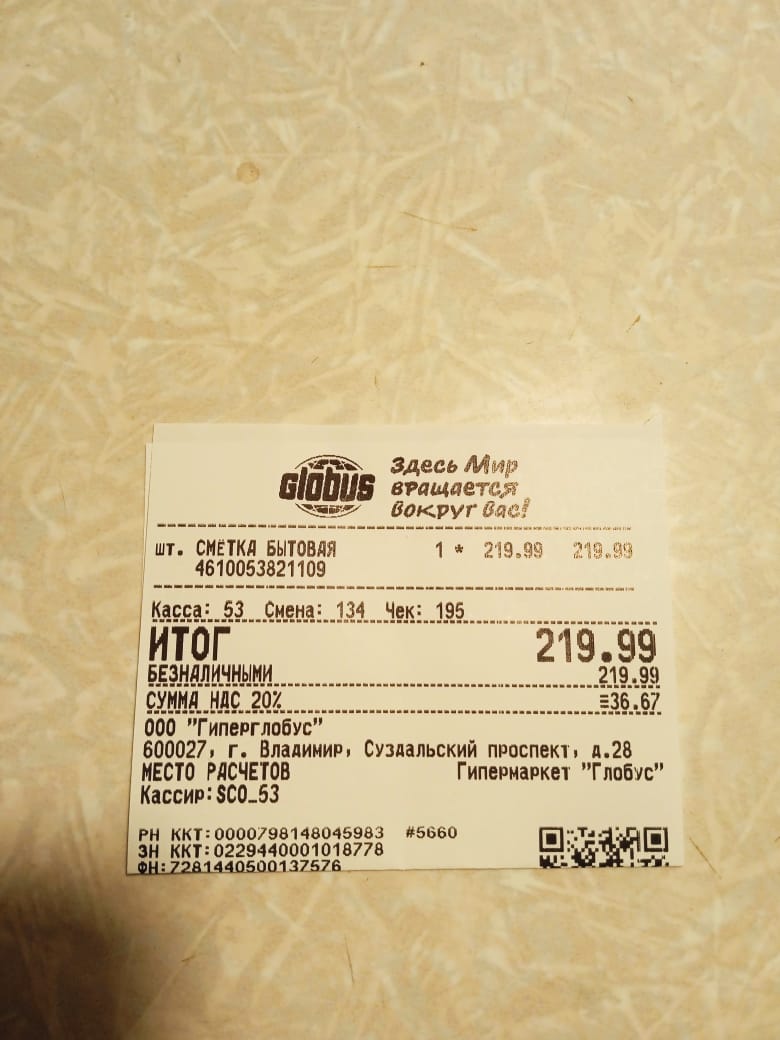 Globus
Здесь Мир
вращается
вокруг вас!
шт. СМЁТКА БЫТОВАЯ 1 * 219.99 219.99
4610053821109
Касса: 53 Смена: 134 Чек: 195
ИТОГ 219.99
БЕЗНАЛИЧНЫМИ 219.99
СУММА НДС 20% ≡36.67
ООО "Гиперглобус"
600027, г. Владимир, Суздальский проспект, д.28
МЕСТО РАСЧЕТОВ Гипермаркет "Глобус"
Кассир:SCO_53
РН ККТ:0000798148045983 #5660
ЗН ККТ:0229440001018778
ФН:7281440500137576